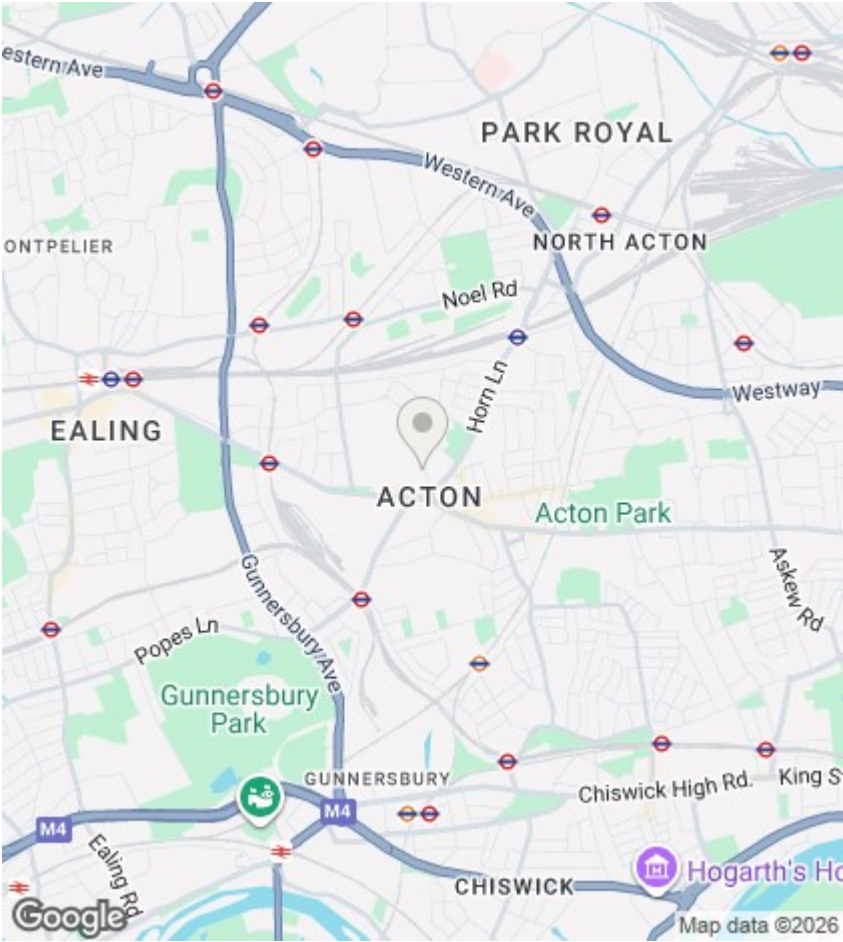 estern Ave
PARK ROYAL
Western Ave
NORTH ACTON
ONTPELIER
Noel Rd
Horn Ln
Westway
EALING
ACTON
Acton Park
Gunnersbury Ave
Askew Rd
Popes Ln
Gunnersbury
Park
GUNNERSBURY
Chiswick High Rd.
King S
M4
M4
Ealing Rd
CHISWICK
Hogarth's Ho
Google
Map data ©2026